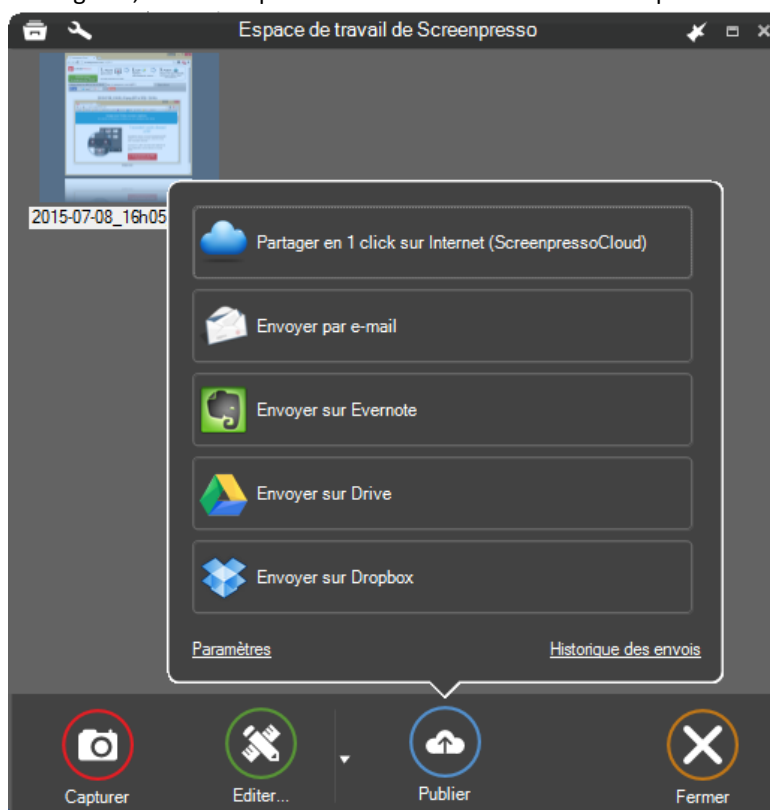 Espace de travail de Screenpresso
2015-07-08_16h05
Partager en 1 click sur Internet (ScreenpressoCloud)
Envoyer par e-mail
Envoyer sur Evernote
Envoyer sur Drive
Envoyer sur Dropbox
Paramètres
Historique des envois
Capturer
Editer...
Publier
Fermer